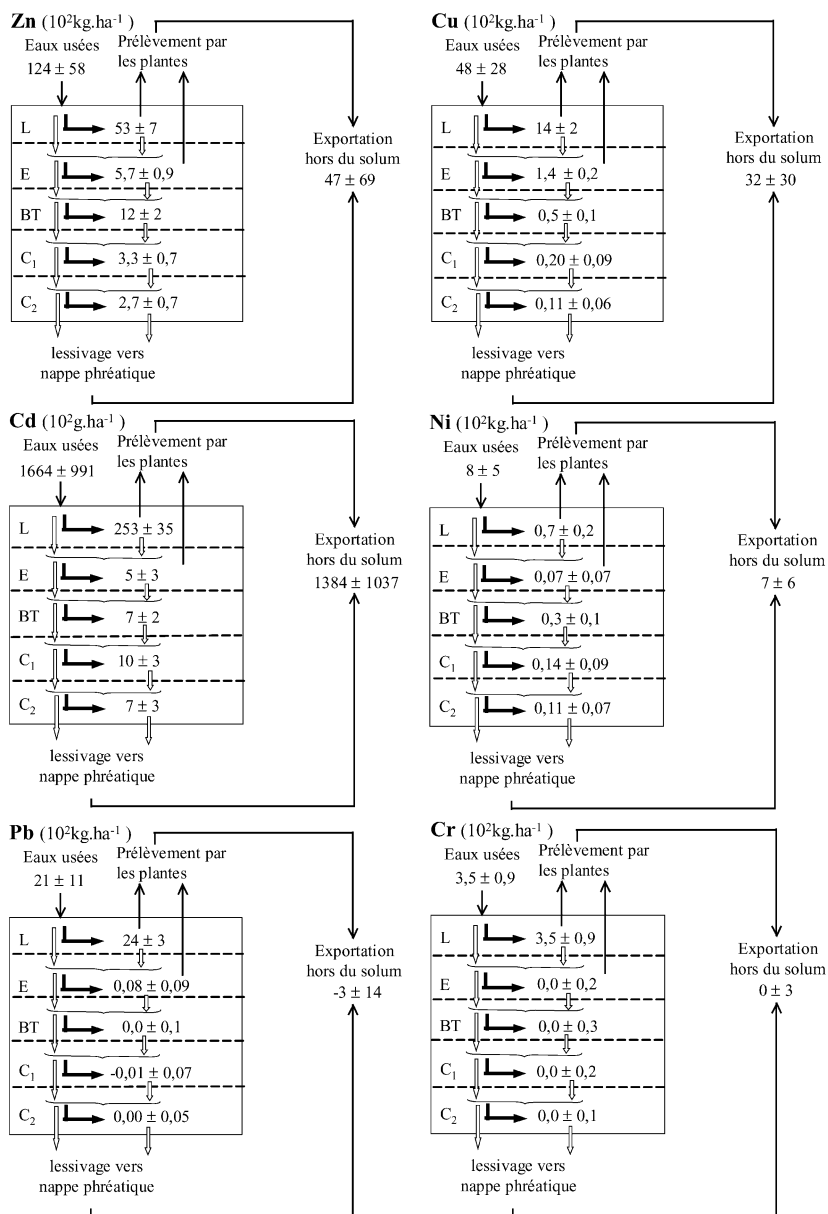 Zn (10²kg.ha⁻¹ )
Eaux usées
124 ± 58
Prélèvement par
les plantes
L 53 ± 7
E 5,7 ± 0,9
BT 12 ± 2
C₁ 3,3 ± 0,7
C₂ 2,7 ± 0,7
lessivage vers
nappe phréatique
Exportation
hors du solum
47 ± 69
Cu (10²kg.ha⁻¹ )
Eaux usées
48 ± 28
Prélèvement par
les plantes
L 14 ± 2
E 1,4 ± 0,2
BT 0,5 ± 0,1
C₁ 0,20 ± 0,09
C₂ 0,11 ± 0,06
lessivage vers
nappe phréatique
Exportation
hors du solum
32 ± 30
Cd (10²g.ha⁻¹ )
Eaux usées
1664 ± 991
Prélèvement par
les plantes
L 253 ± 35
E 5 ± 3
BT 7 ± 2
C₁ 10 ± 3
C₂ 7 ± 3
lessivage vers
nappe phréatique
Exportation
hors du solum
1384 ± 1037
Ni (10²kg.ha⁻¹ )
Eaux usées
8 ± 5
Prélèvement par
les plantes
L 0,7 ± 0,2
E 0,07 ± 0,07
BT 0,3 ± 0,1
C₁ 0,14 ± 0,09
C₂ 0,11 ± 0,07
lessivage vers
nappe phréatique
Exportation
hors du solum
7 ± 6
Pb (10²kg.ha⁻¹ )
Eaux usées
21 ± 11
Prélèvement par
les plantes
L 24 ± 3
E 0,08 ± 0,09
BT 0,0 ± 0,1
C₁ -0,01 ± 0,07
C₂ 0,00 ± 0,05
lessivage vers
nappe phréatique
Exportation
hors du solum
-3 ± 14
Cr (10²kg.ha⁻¹ )
Eaux usées
3,5 ± 0,9
Prélèvement par
les plantes
L 3,5 ± 0,9
E 0,0 ± 0,2
BT 0,0 ± 0,3
C₁ 0,0 ± 0,2
C₂ 0,0 ± 0,1
lessivage vers
nappe phréatique
Exportation
hors du solum
0 ± 3